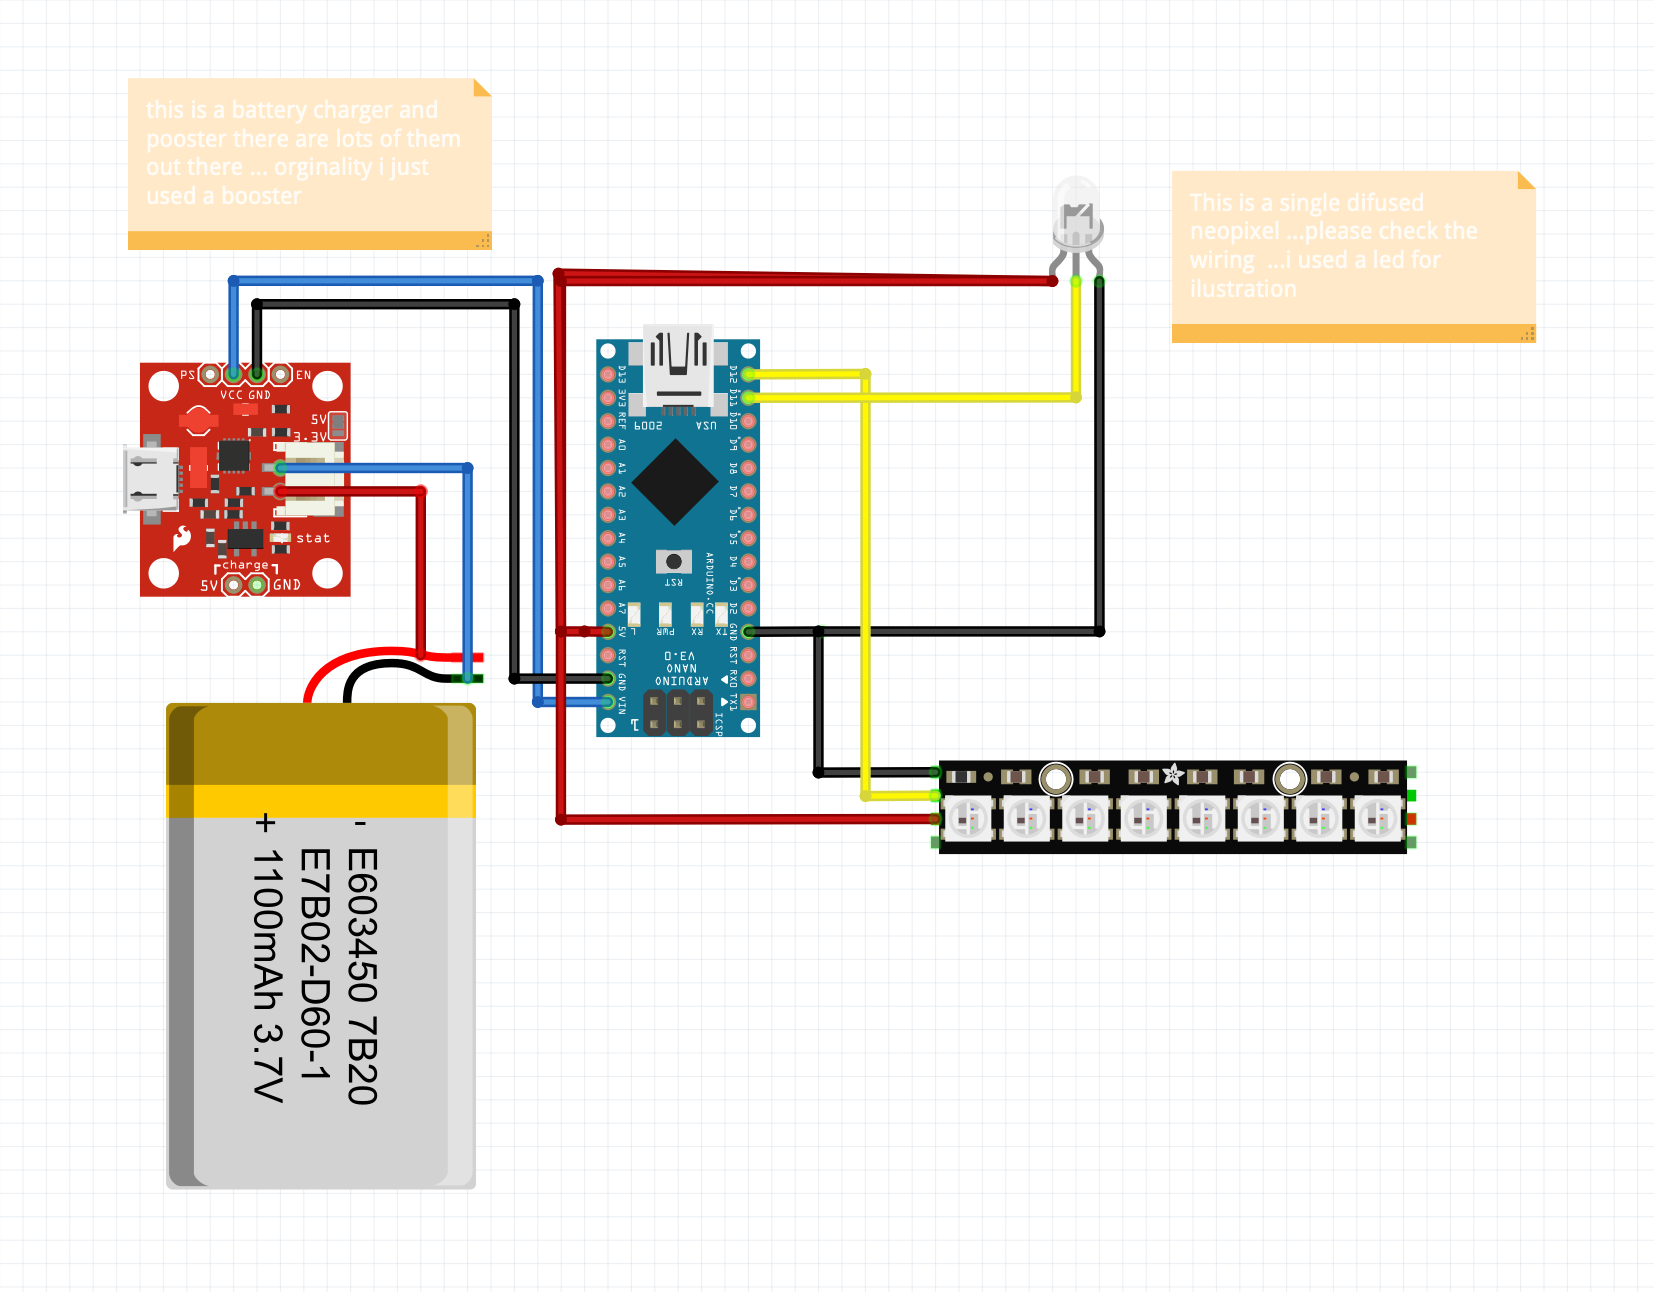 this is a battery charger and
pooster there are lots of them
out there ... orginality i just
used a booster
This is a single difused
neopixel ...please check the
wiring ...i used a led for
ilustration
PS
EN
VCC GND
5V
3.3V
stat
charge
5V
GND
D13
3V3
REF
A0
A1
A2
A3
A4
A5
A6
A7
5V
RST
GND
VIN
D12
D11
D10
D9
D8
D7
D6
D5
D4
D3
D2
GND
RST
RX0
TX1
6009
USA
RST
ARDUINO.CC
L
PWR
RX
TX
ARDUINO
NANO
V3.0
1
ICSP
+
-
E603450 7B20
E7B02-D60-1
1100mAh 3.7V